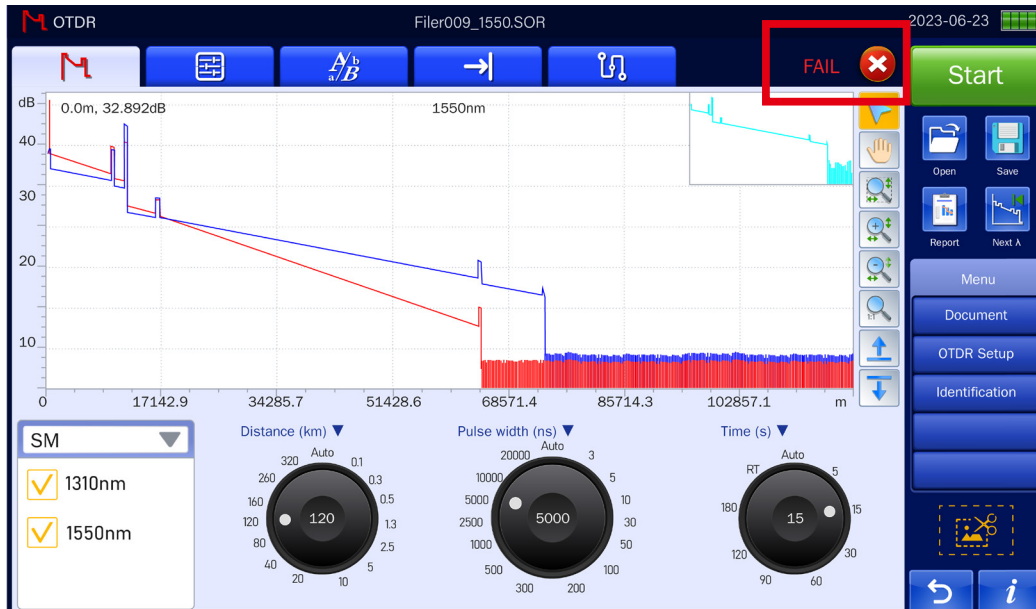 OTDR
Filer009_1550.SOR
2023-06-23
A/b
a/B
FAIL
Start
dB
0.0m, 32.892dB
1550nm
40
30
20
10
0
17142.9
34285.7
51428.6
68571.4
85714.3
102857.1
m
1:1
Open
Save
Report
Next λ
Menu
Document
OTDR Setup
Identification
SM
1310nm
1550nm
Distance (km) ▼
Auto
0.1
0.3
0.5
1.3
2.5
5
10
20
40
80
120
160
260
320
120
Pulse width (ns) ▼
Auto
3
5
10
30
50
100
200
300
500
1000
2500
5000
10000
20000
5000
Time (s) ▼
Auto
5
15
30
60
90
120
180
RT
15
i